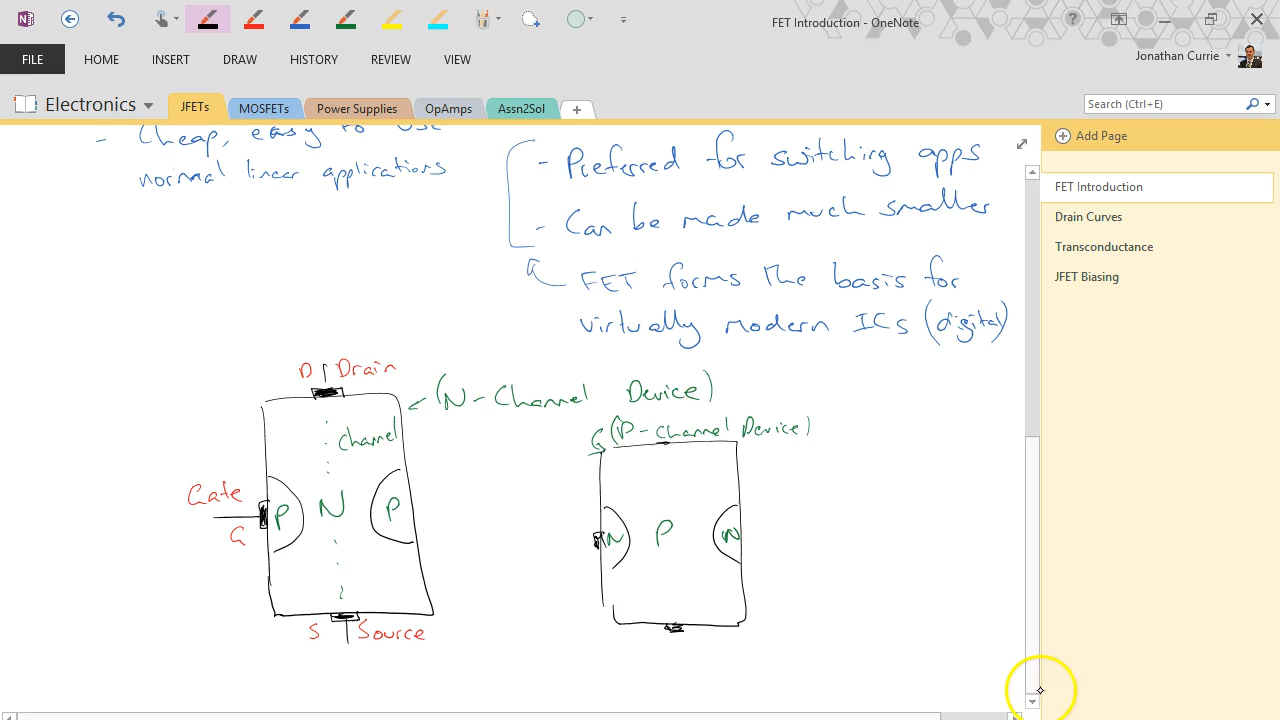 FET Introduction - OneNote
Jonathan Currie
FILE HOME INSERT DRAW HISTORY REVIEW VIEW
Electronics JFETs MOSFETs Power Supplies OpAmps Assn2Sol +
Search (Ctrl+E)
Add Page
FET Introduction
Drain Curves
Transconductance
JFET Biasing
- Cheap, easy to use
normal linear applications
- Preferred for switching apps
- Can be made much smaller
FET forms the basis for
virtually modern ICs (digital)
D Drain
(N-Channel Device)
channel
Gate
G
P N P
S Source
G (P-channel Device)
N P N